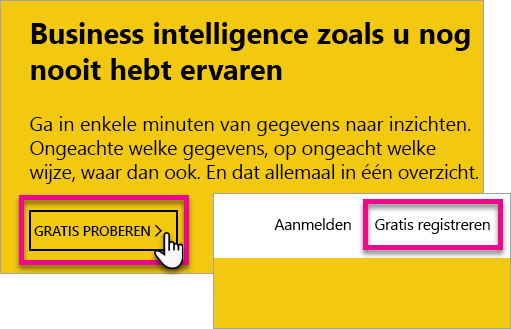 Business intelligence zoals u nog
nooit hebt ervaren
Ga in enkele minuten van gegevens naar inzichten.
Ongeachte welke gegevens, op ongeacht welke
wijze, waar dan ook. En dat allemaal in één overzicht.
GRATIS PROBEREN >
Aanmelden Gratis registreren